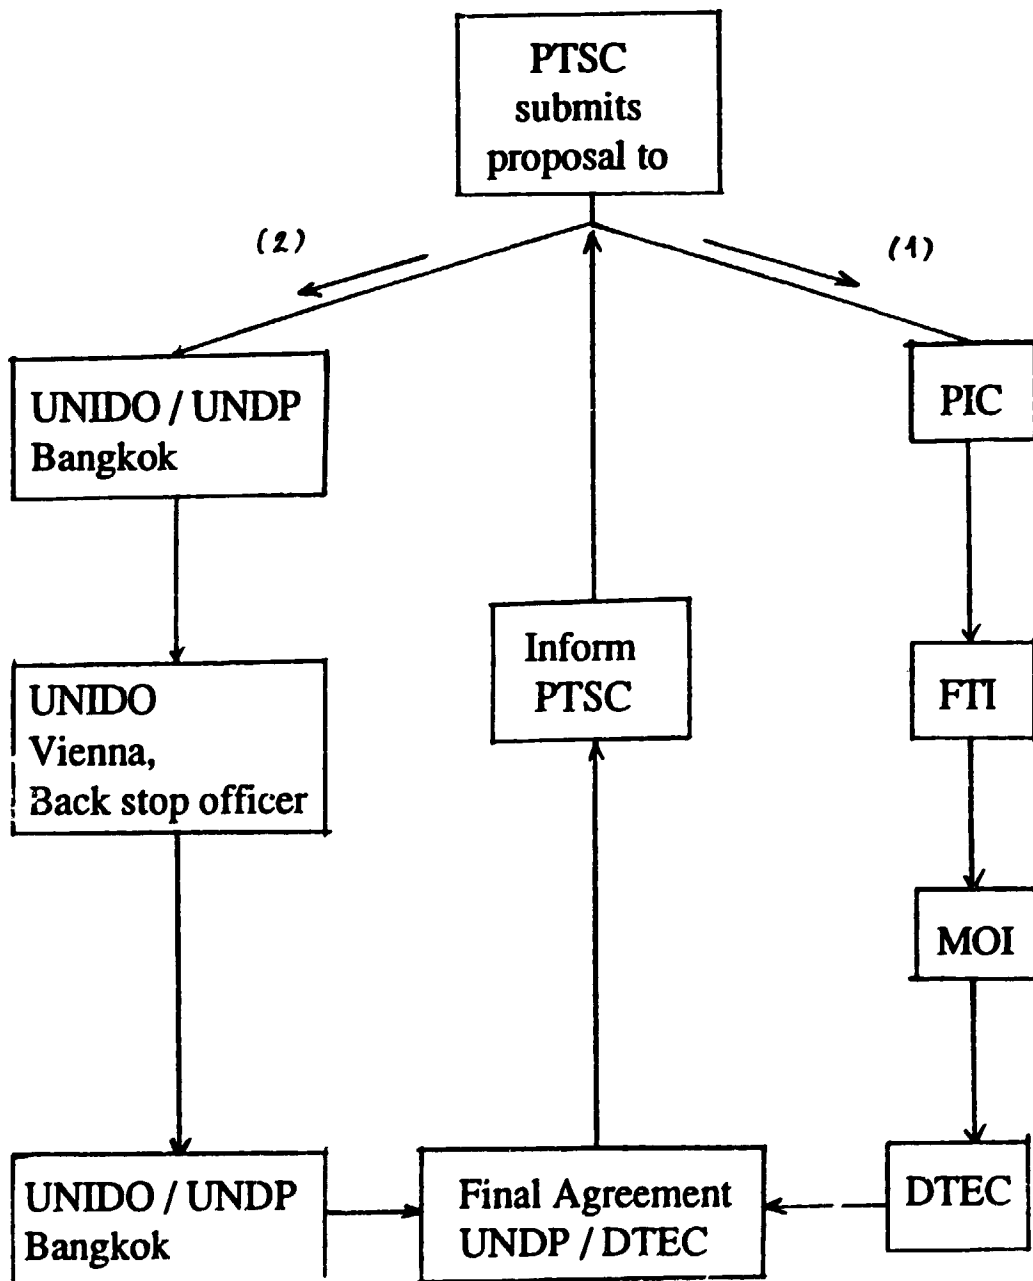 PTSC
submits
proposal to
(2)
(1)
UNIDO / UNDP
Bangkok
PIC
Inform
PTSC
UNIDO
Vienna,
Back stop officer
FTI
MOI
UNIDO / UNDP
Bangkok
Final Agreement
UNDP / DTEC
DTEC